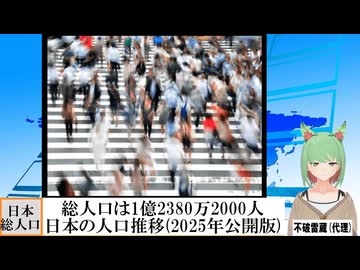 日本
総人口
総人口は1億2380万2000人
日本の人口推移(2025年公開版)
不破雷蔵(代理)